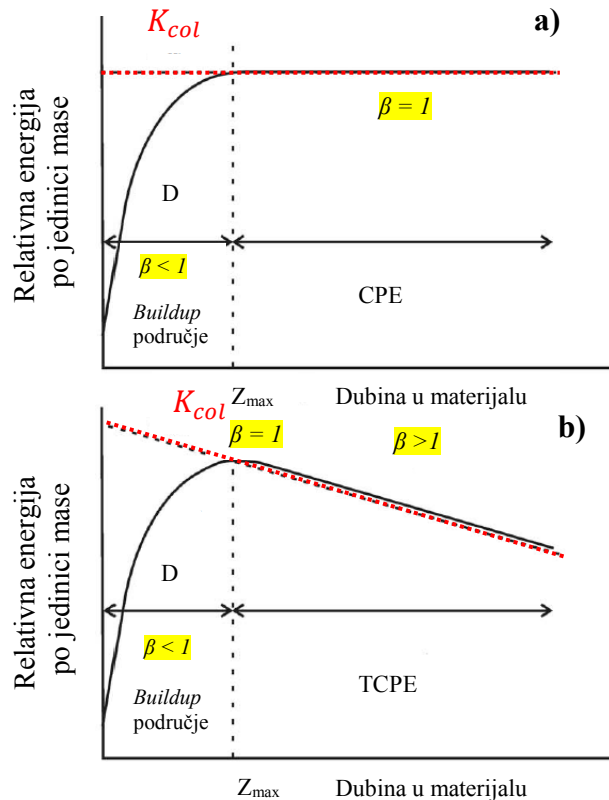 K_col
a)
Relativna energija
po jedinici mase
β = 1
D
β < 1
CPE
Buildup
područje
Z_max
Dubina u materijalu
K_col
b)
β = 1
β >1
Relativna energija
po jedinici mase
D
β < 1
TCPE
Buildup
područje
Z_max
Dubina u materijalu